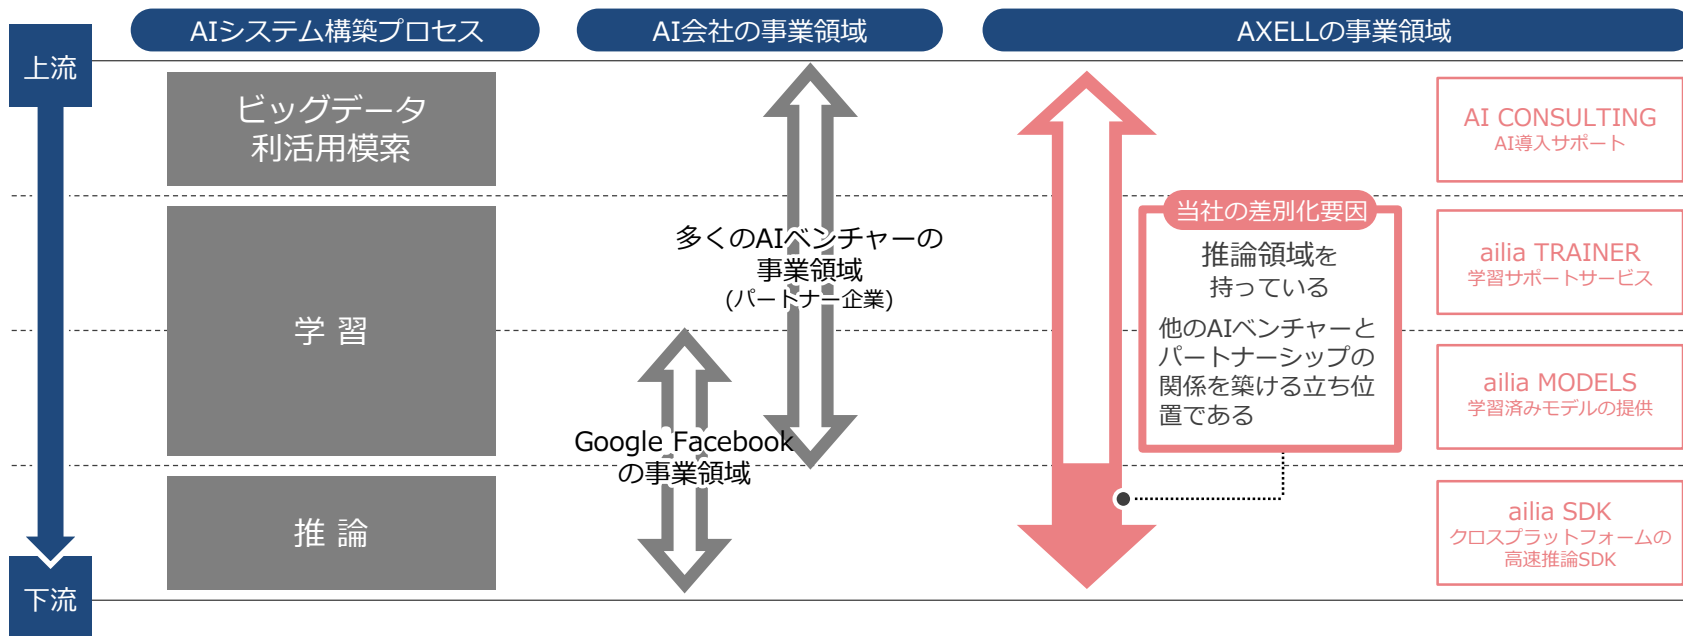 AIシステム構築プロセス
AI会社の事業領域
AXELLの事業領域
上流
下流
ビッグデータ
利活用模索
学 習
推 論
多くのAIベンチャーの
事業領域
(パートナー企業)
Google Facebook
の事業領域
当社の差別化要因
推論領域を
持っている
他のAIベンチャーと
パートナーシップの
関係を築ける立ち位
置である
AI CONSULTING
AI導入サポート
ailia TRAINER
学習サポートサービス
ailia MODELS
学習済みモデルの提供
ailia SDK
クロスプラットフォームの
高速推論SDK